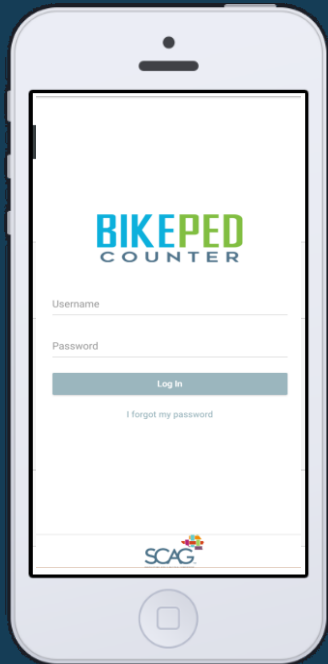 BIKEPED
COUNTER
Username
Password
Log In
I forgot my password
SCAG